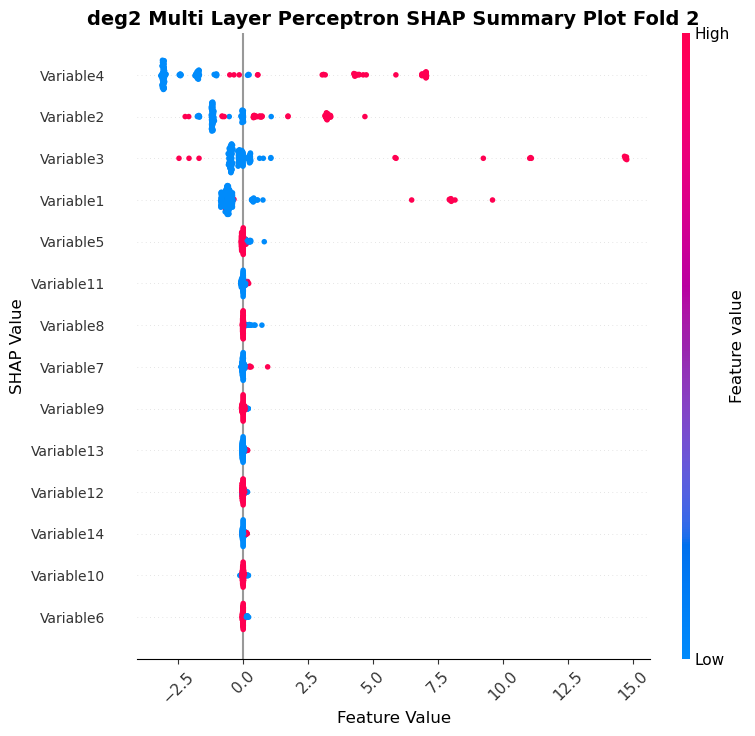 deg2 Multi Layer Perceptron SHAP Summary Plot Fold 2
High
Variable4
Variable2
Variable3
Variable1
Variable5
Variable11
Variable8
Variable7
Variable9
Variable13
Variable12
Variable14
Variable10
Variable6
SHAP Value
Feature value
Low
−2.5
0.0
2.5
5.0
7.5
10.0
12.5
15.0
Feature Value